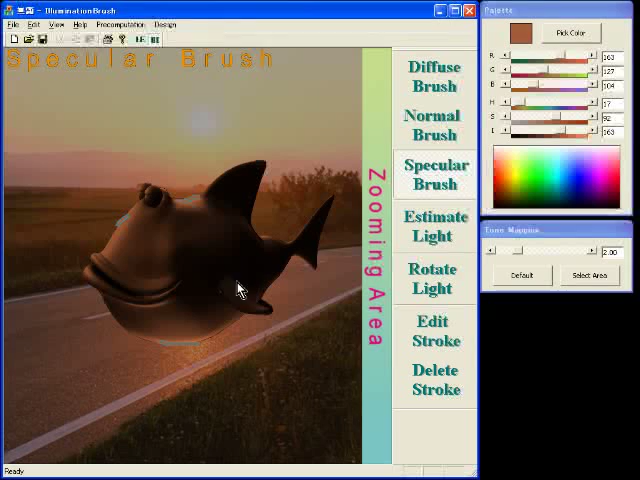 IlluminationBrush
File Edit View Help Precomputation Design
Specular Brush
Zooming Area
Diffuse
Brush
Normal
Brush
Specular
Brush
Estimate
Light
Rotate
Light
Edit
Stroke
Delete
Stroke
Ready
Palette
Pick Color
R 163
G 127
B 104
H 17
S 92
I 163
Tone Mapping
2.00
Default Select Area